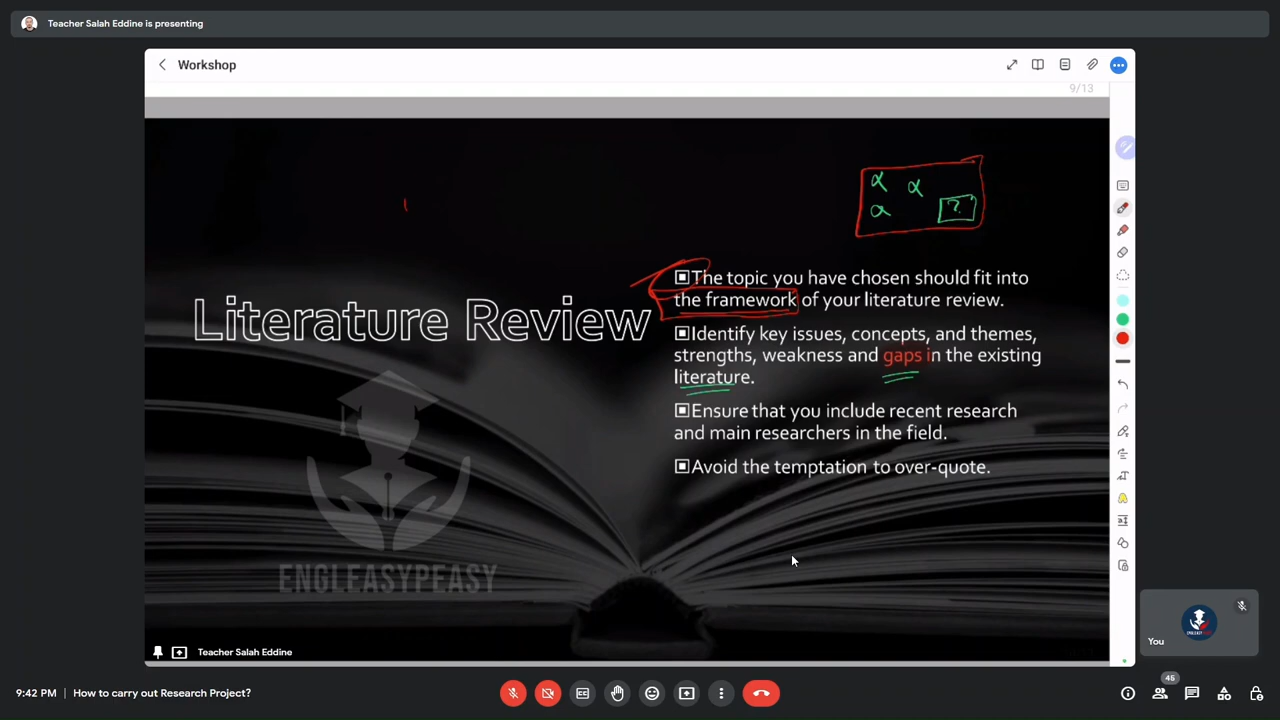 Teacher Salah Eddine is presenting
Workshop
9/13
α α
α ?
Literature Review
The topic you have chosen should fit into
the framework of your literature review.
Identify key issues, concepts, and themes,
strengths, weakness and gaps in the existing
literature.
Ensure that you include recent research
and main researchers in the field.
Avoid the temptation to over-quote.
ENGLEASYPEASY
You
Teacher Salah Eddine
9:42 PM | How to carry out Research Project?
45